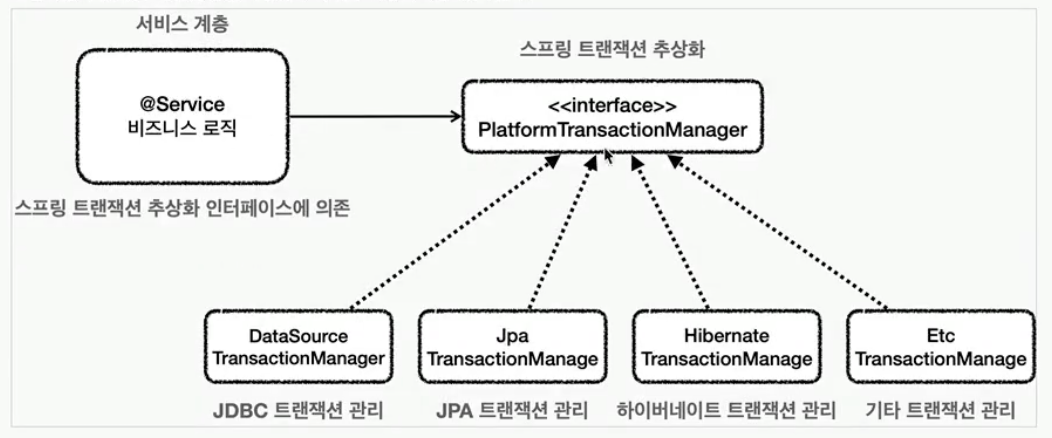 서비스 계층
스프링 트랜잭션 추상화
@Service
비즈니스 로직
<<interface>>
PlatformTransactionManager
스프링 트랜잭션 추상화 인터페이스에 의존
DataSource
TransactionManager
Jpa
TransactionManage
Hibernate
TransactionManage
Etc
TransactionManage
JDBC 트랜잭션 관리
JPA 트랜잭션 관리
하이버네이트 트랜잭션 관리
기타 트랜잭션 관리